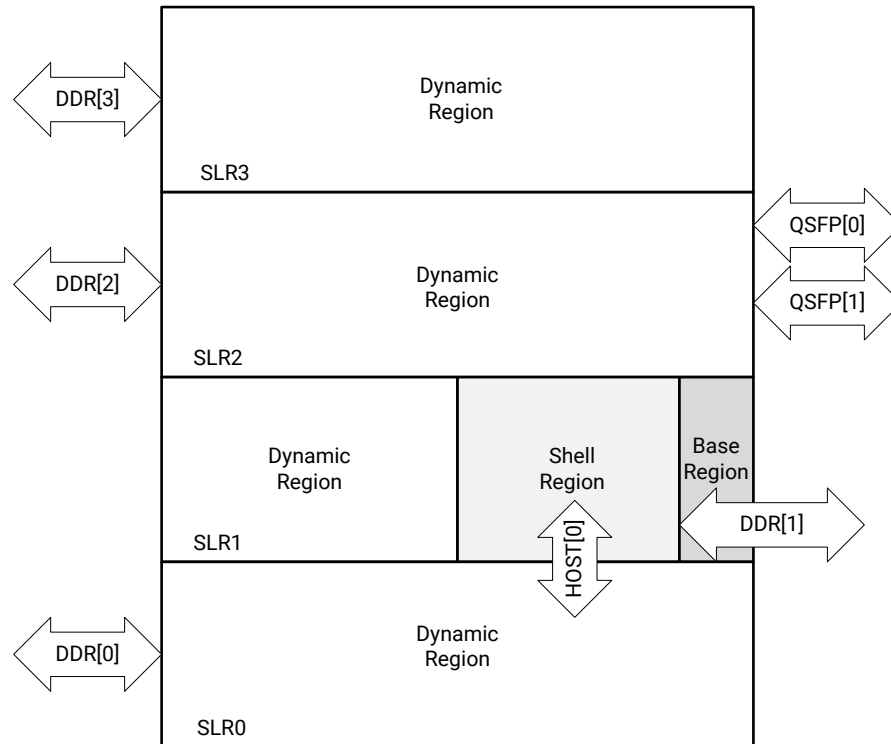 Dynamic
Region
DDR[3]
SLR3
QSFP[0]
Dynamic
Region
DDR[2]
QSFP[1]
SLR2
Dynamic
Region
Shell
Region
Base
Region
DDR[1]
SLR1
HOST[0]
Dynamic
Region
DDR[0]
SLR0